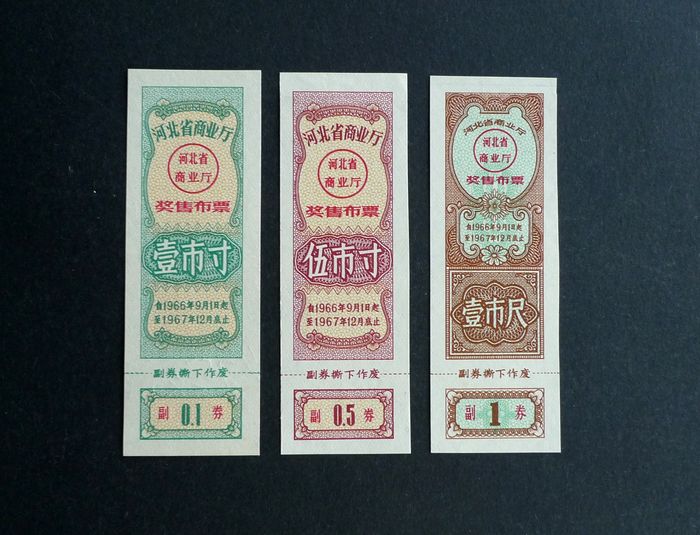 河北省商业厅
河北省
商业厅
奖售布票
壹市寸
自1966年9月1日起
至1967年12月底止
副券撕下作废
副 0.1 券
河北省商业厅
河北省
商业厅
奖售布票
伍市寸
自1966年9月1日起
至1967年12月底止
副券撕下作废
副 0.5 券
河北省商业厅
河北省
商业厅
奖售布票
自1966年9月1日起
至1967年12月底止
壹市尺
副券撕下作废
副 1 券